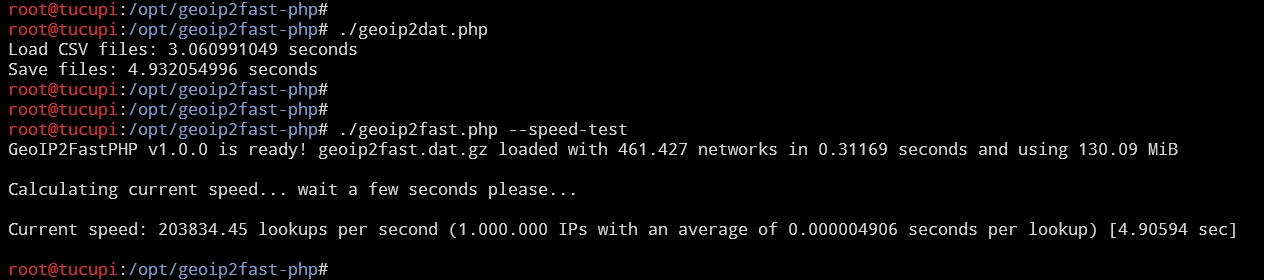 root@tucupi:/opt/geoip2fast-php#
root@tucupi:/opt/geoip2fast-php# ./geoip2dat.php
Load CSV files: 3.060991049 seconds
Save files: 4.932054996 seconds
root@tucupi:/opt/geoip2fast-php#
root@tucupi:/opt/geoip2fast-php#
root@tucupi:/opt/geoip2fast-php# ./geoip2fast.php --speed-test
GeoIP2FastPHP v1.0.0 is ready! geoip2fast.dat.gz loaded with 461.427 networks in 0.31169 seconds and using 130.09 MiB
Calculating current speed... wait a few seconds please...
Current speed: 203834.45 lookups per second (1.000.000 IPs with an average of 0.000004906 seconds per lookup) [4.90594 sec]
root@tucupi:/opt/geoip2fast-php#